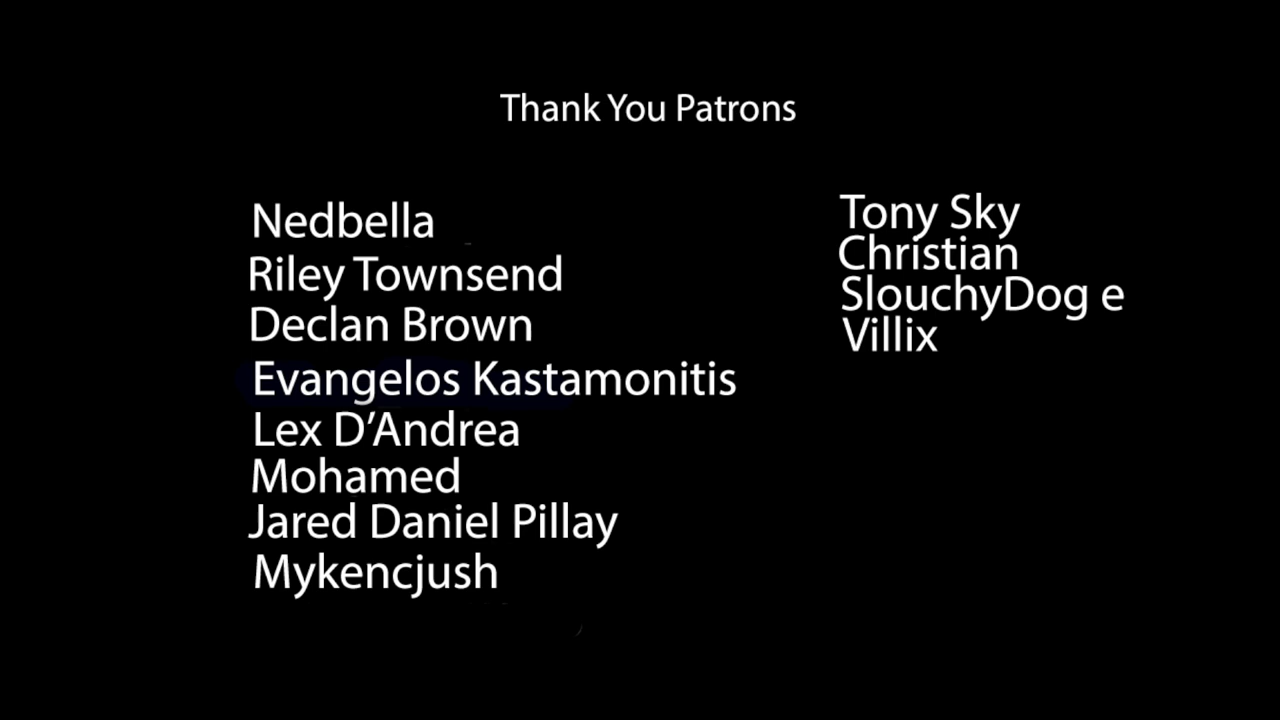 Thank You Patrons
Nedbella
Riley Townsend
Declan Brown
Evangelos Kastamonitis
Lex D’Andrea
Mohamed
Jared Daniel Pillay
Mykencjush
Tony Sky
Christian
SlouchyDog e
Villix